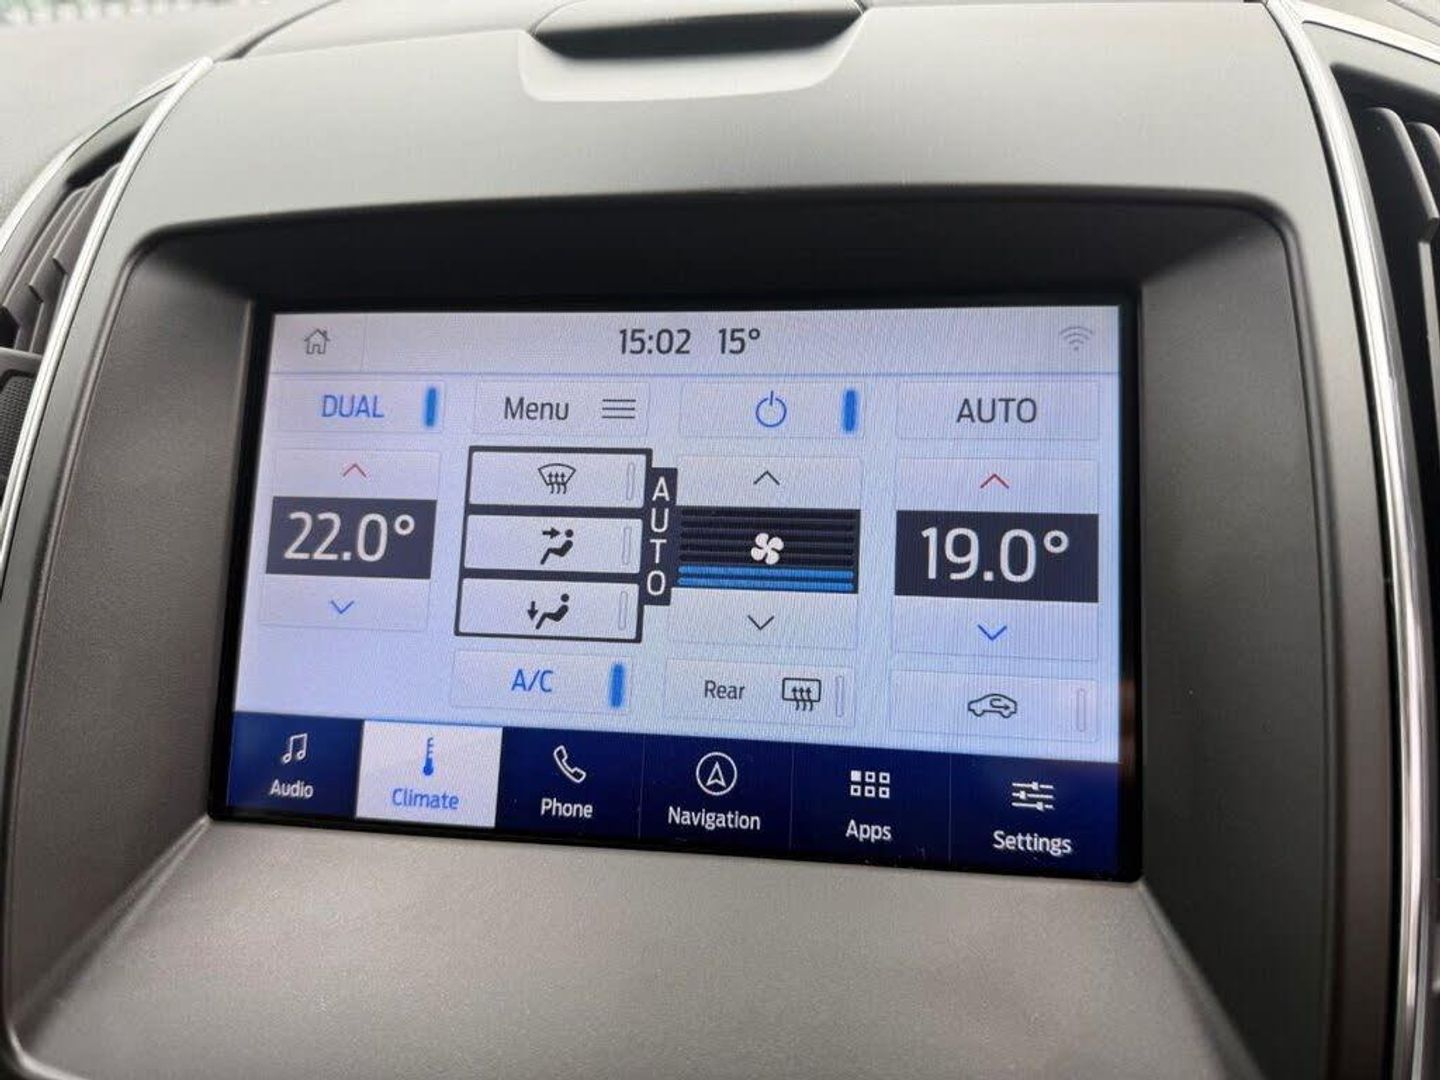 15:02 15°
DUAL Menu AUTO
22.0° AUTO 19.0°
A/C Rear
Audio Climate Phone Navigation Apps Settings